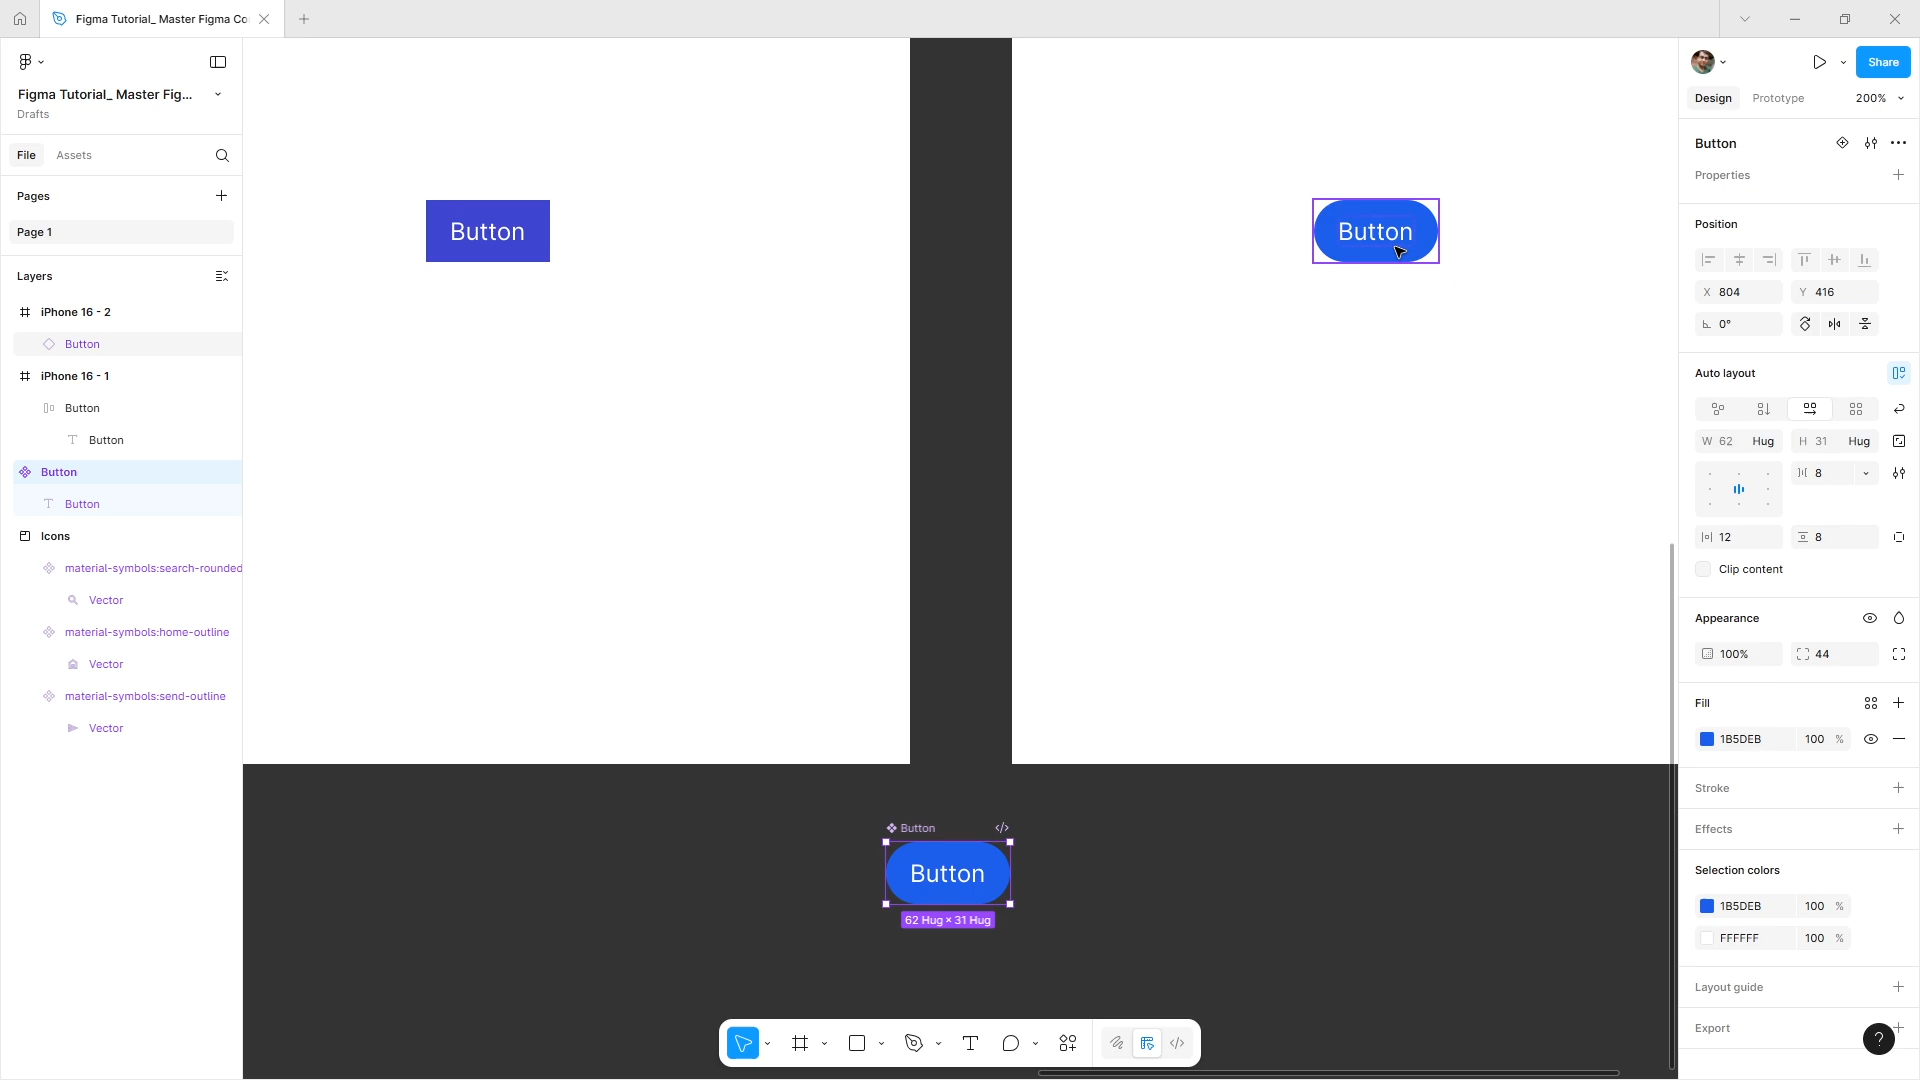 Figma Tutorial_ Master Figma Co
Figma Tutorial_ Master Fig...
Drafts
File
Assets
Pages
Page 1
Layers
iPhone 16 - 2
Button
iPhone 16 - 1
Button
Button
Button
Button
Icons
material-symbols:search-rounded
Vector
material-symbols:home-outline
Vector
material-symbols:send-outline
Vector
Button
Button
Button
Button
62 Hug × 31 Hug
Share
Design
Prototype
200%
Button
Properties
Position
X 804
Y 416
0°
Auto layout
W 62 Hug
H 31 Hug
8
12
8
Clip content
Appearance
100%
44
Fill
1B5DEB 100 %
Stroke
Effects
Selection colors
1B5DEB 100 %
FFFFFF 100 %
Layout guide
Export
?